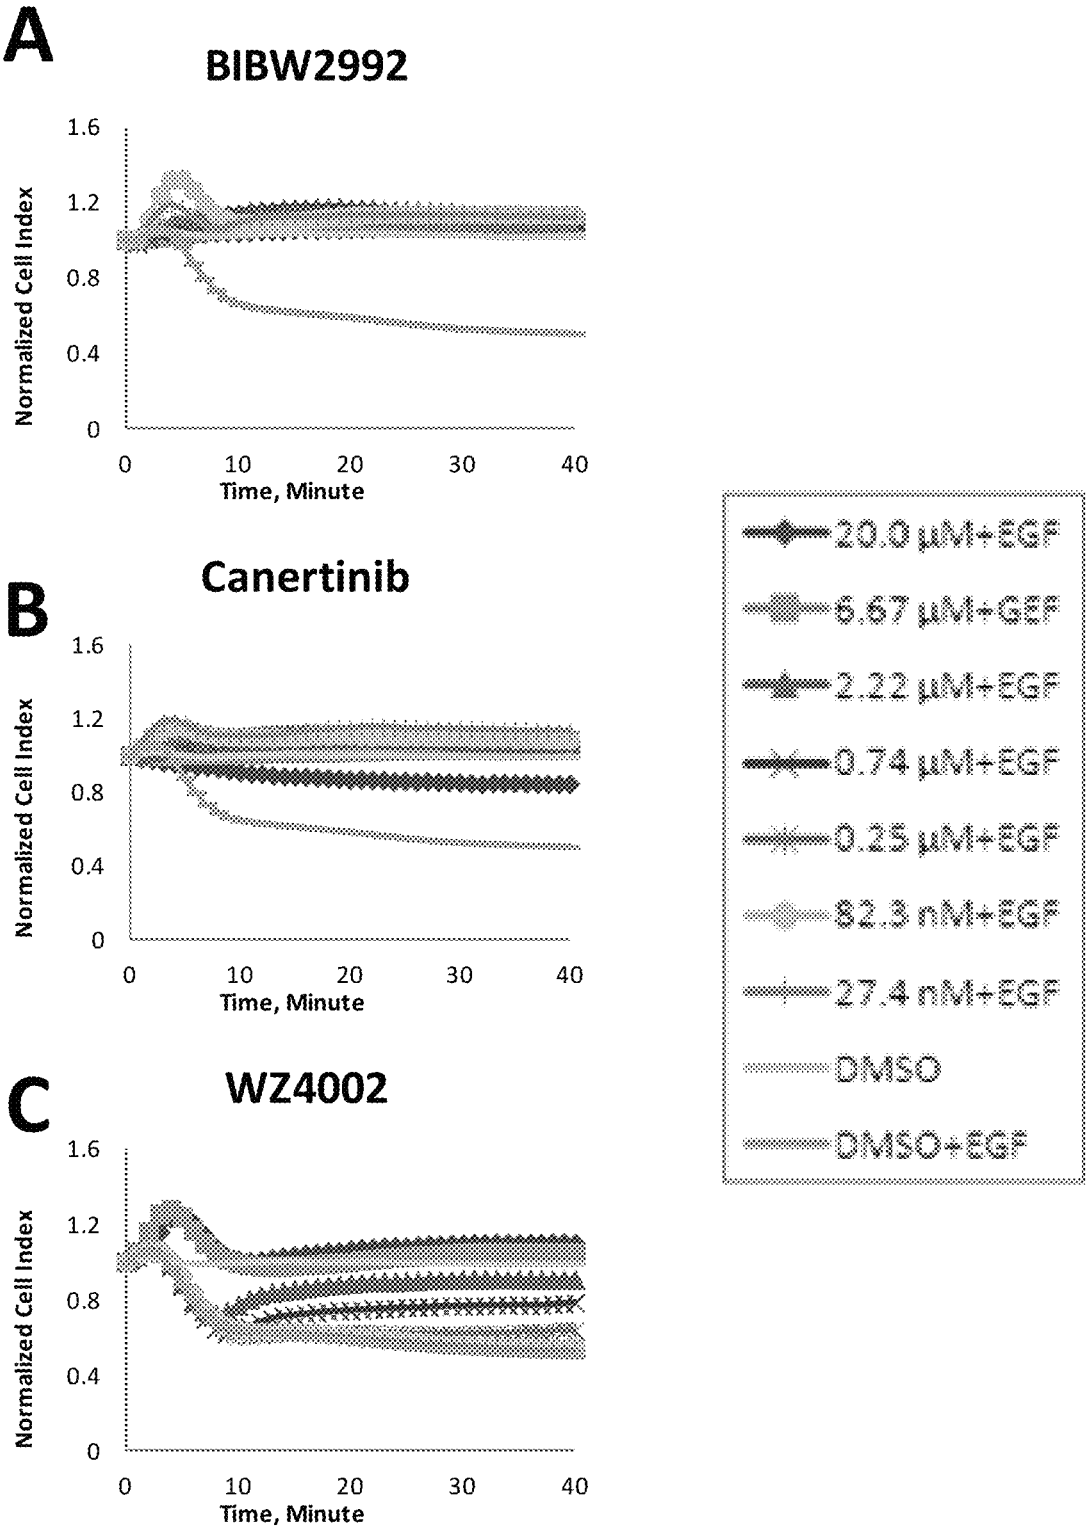 A
BIBW2992
1.6
1.2
0.8
0.4
0
Normalized Cell Index
0 10 20 30 40
Time, Minute
B
Canertinib
1.6
1.2
0.8
0.4
0
Normalized Cell Index
0 10 20 30 40
Time, Minute
C
WZ4002
1.6
1.2
0.8
0.4
0
Normalized Cell Index
0 10 20 30 40
Time, Minute
20.0 µM+EGF
6.67 µM+GEF
2.22 µM+EGF
0.74 µM+EGF
0.25 µM+EGF
82.3 nM+EGF
27.4 nM+EGF
DMSO
DMSO+EGF